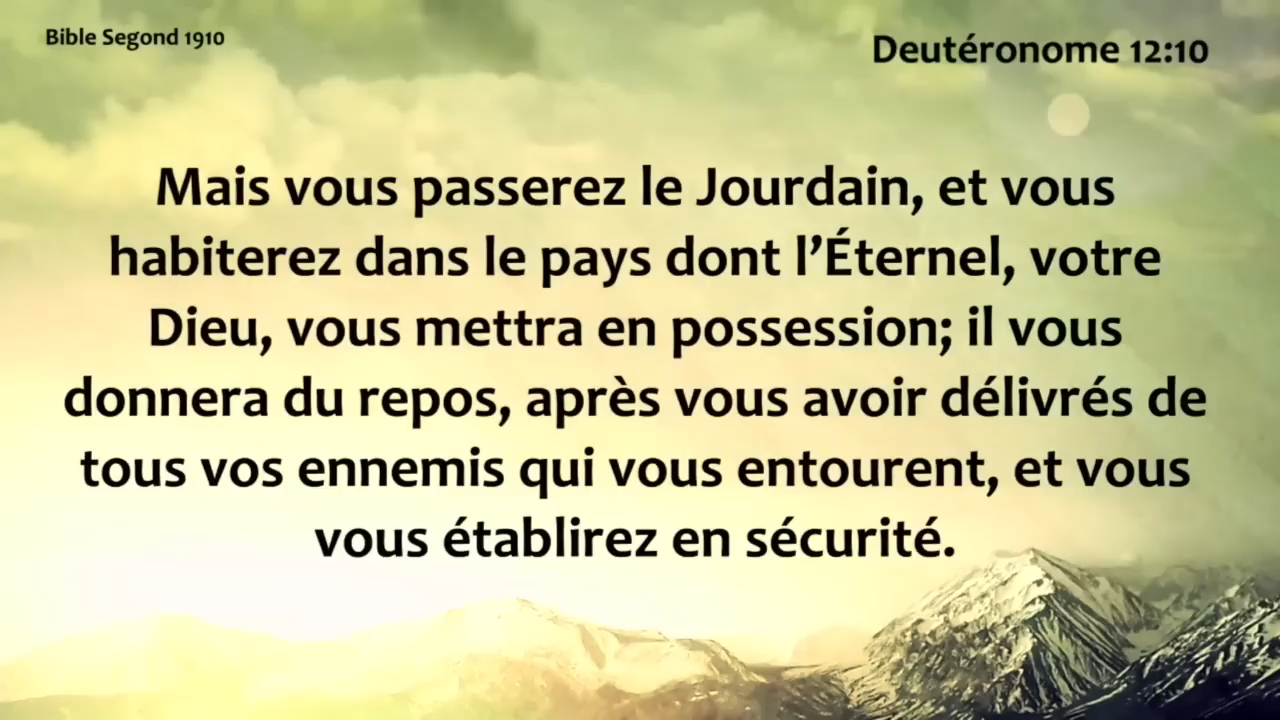 Bible Segond 1910
Deutéronome 12:10
Mais vous passerez le Jourdain, et vous
habiterez dans le pays dont l’Éternel, votre
Dieu, vous mettra en possession; il vous
donnera du repos, après vous avoir délivrés de
tous vos ennemis qui vous entourent, et vous
vous établirez en sécurité.